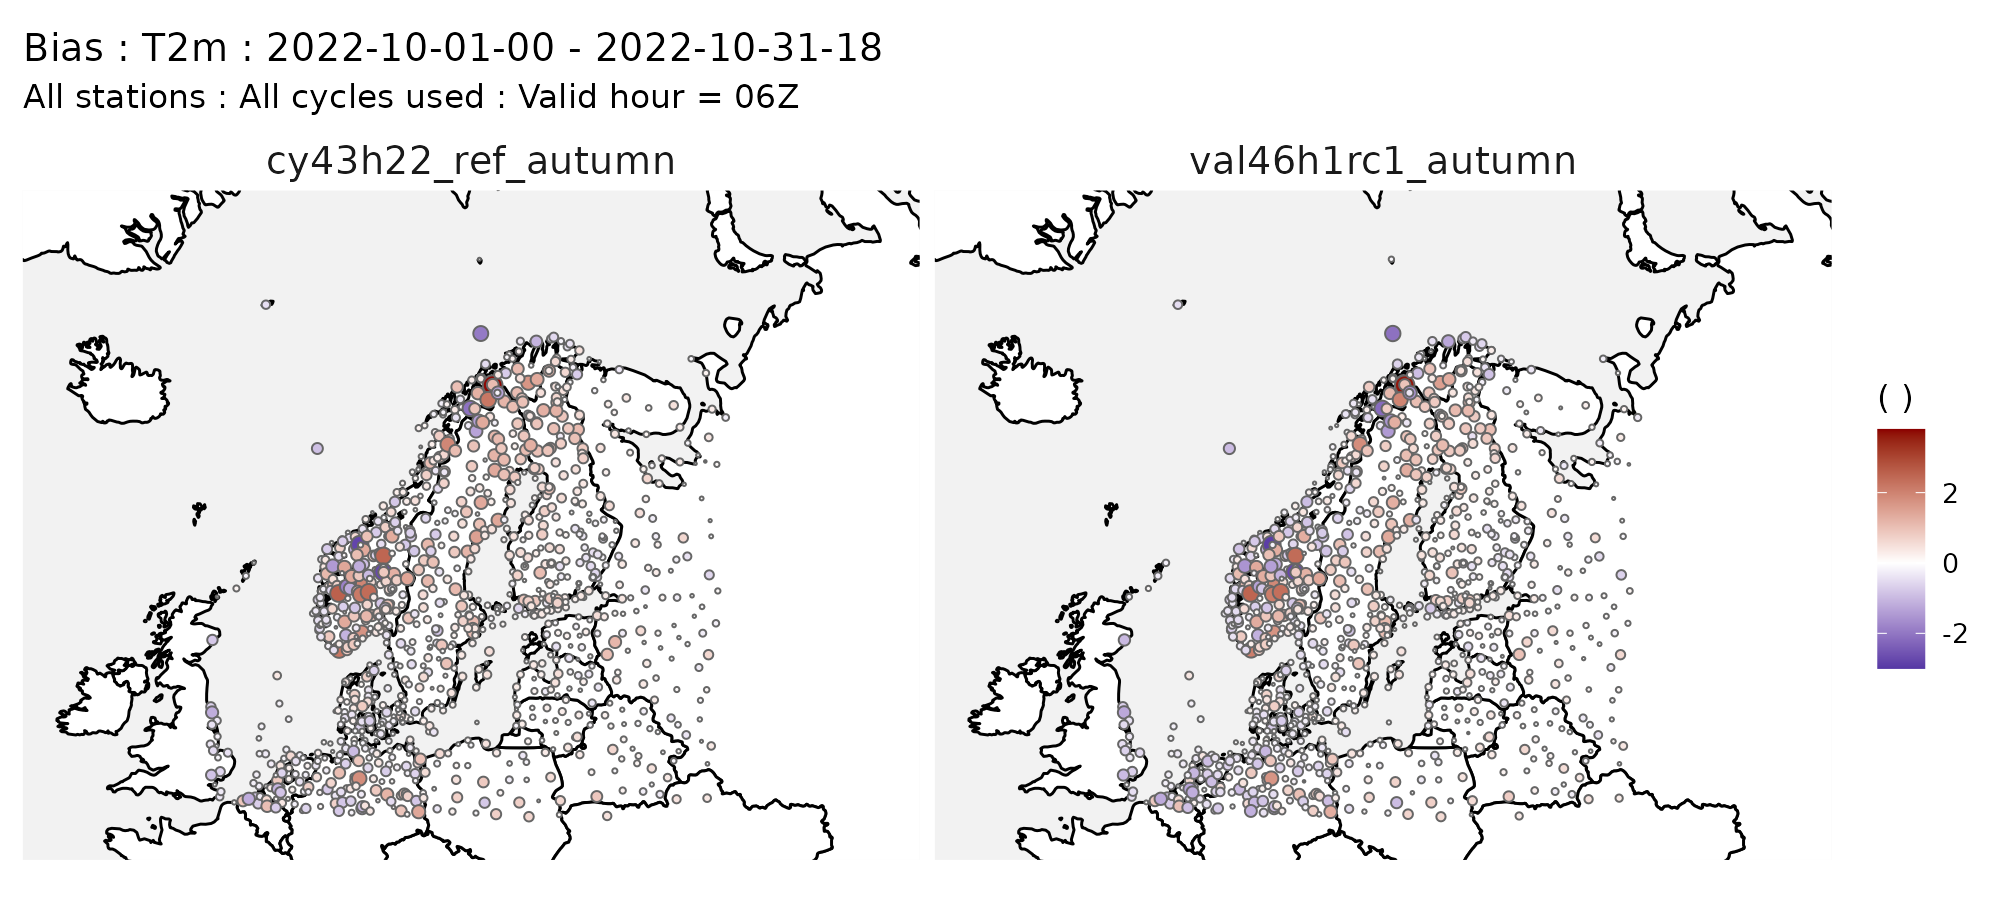 Bias : T2m : 2022-10-01-00 - 2022-10-31-18
All stations : All cycles used : Valid hour = 06Z
cy43h22_ref_autumn
val46h1rc1_autumn
( )
2
0
-2